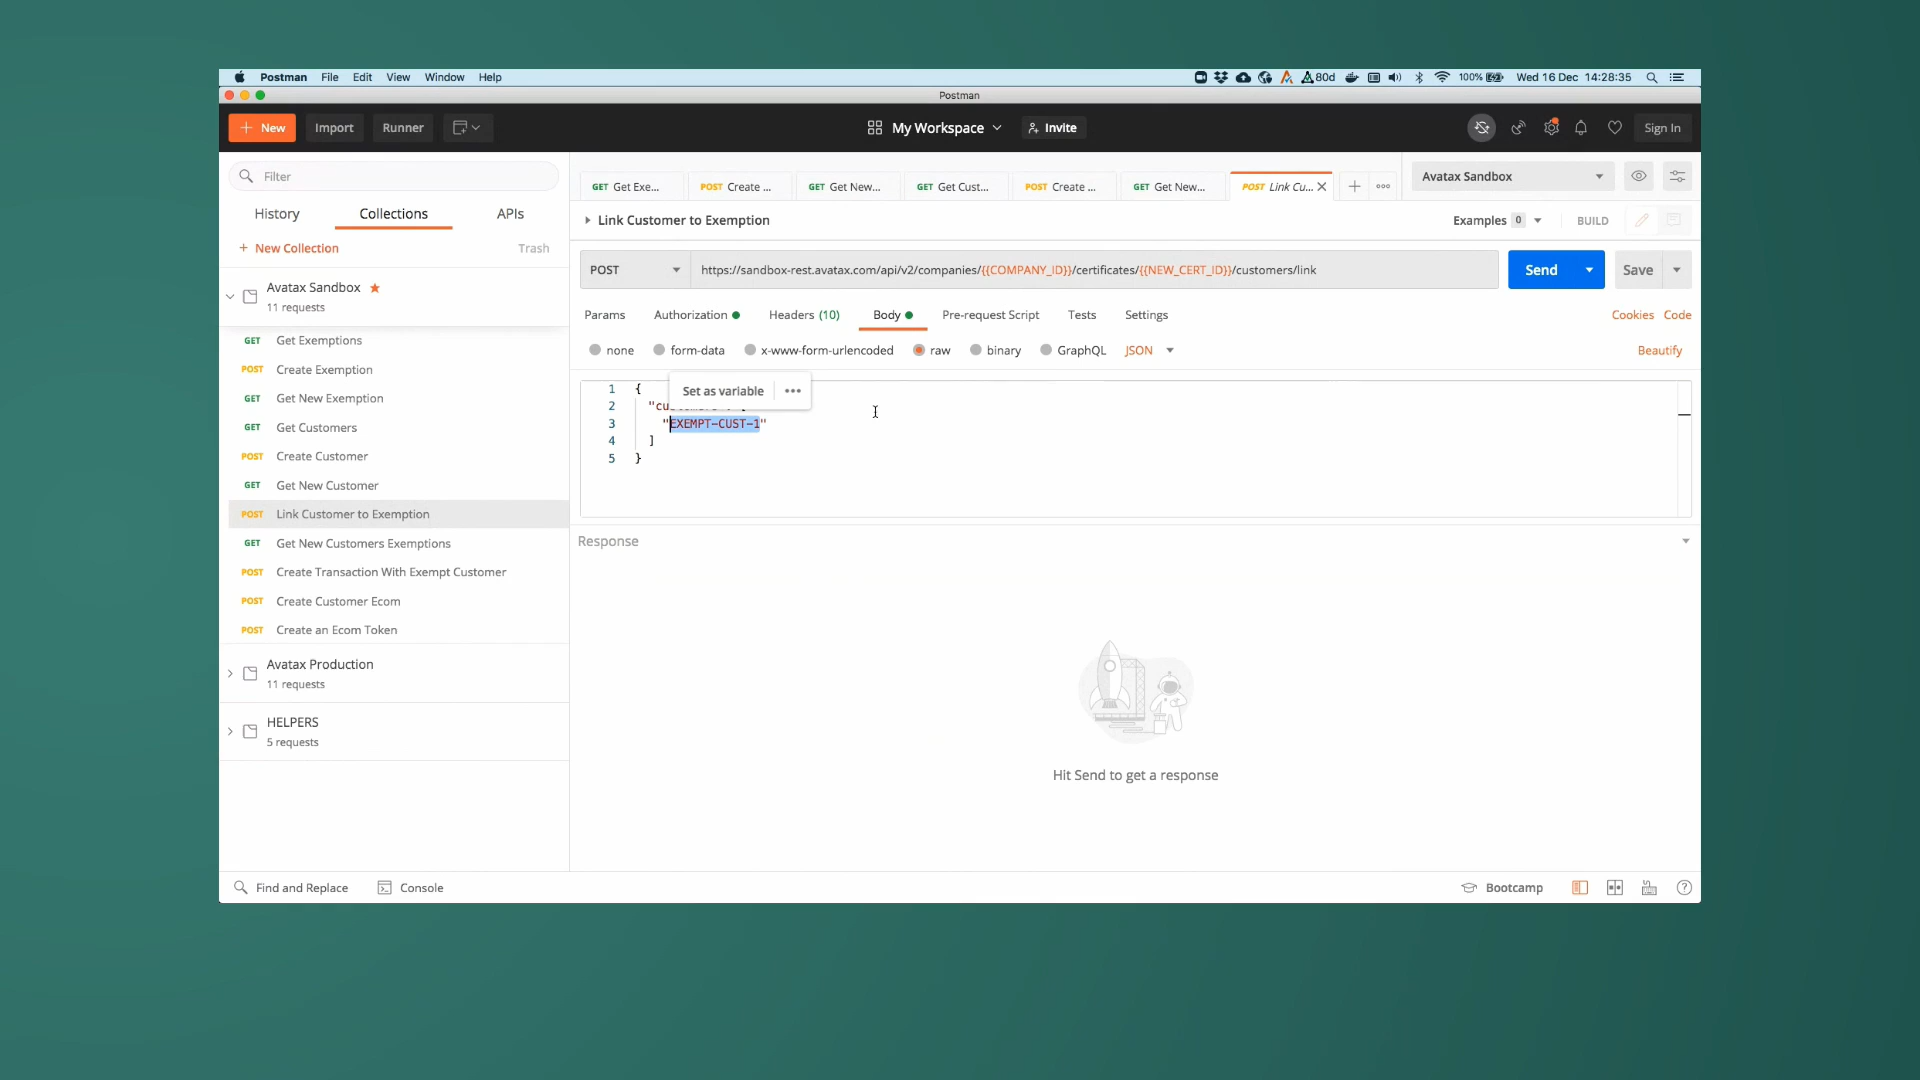 Postman File Edit View Window Help
80d 100% Wed 16 Dec 14:28:35
Postman
+ New Import Runner My Workspace Invite Sign In
Filter
History Collections APIs
+ New Collection Trash
Avatax Sandbox
11 requests
GET Get Exemptions
POST Create Exemption
GET Get New Exemption
GET Get Customers
POST Create Customer
GET Get New Customer
POST Link Customer to Exemption
GET Get New Customers Exemptions
POST Create Transaction With Exempt Customer
POST Create Customer Ecom
POST Create an Ecom Token
Avatax Production
11 requests
HELPERS
5 requests
GET Get Exe... POST Create ... GET Get New... GET Get Cust... POST Create ... GET Get New... POST Link Cu...
Avatax Sandbox
Link Customer to Exemption Examples 0 BUILD
POST https://sandbox-rest.avatax.com/api/v2/companies/{{COMPANY_ID}}/certificates/{{NEW_CERT_ID}}/customers/link Send Save
Params Authorization Headers (10) Body Pre-request Script Tests Settings Cookies Code
none form-data x-www-form-urlencoded raw binary GraphQL JSON Beautify
Set as variable
1 {
2 "cu
3 "EXEMPT-CUST-1"
4 ]
5 }
Response
Hit Send to get a response
Find and Replace Console Bootcamp